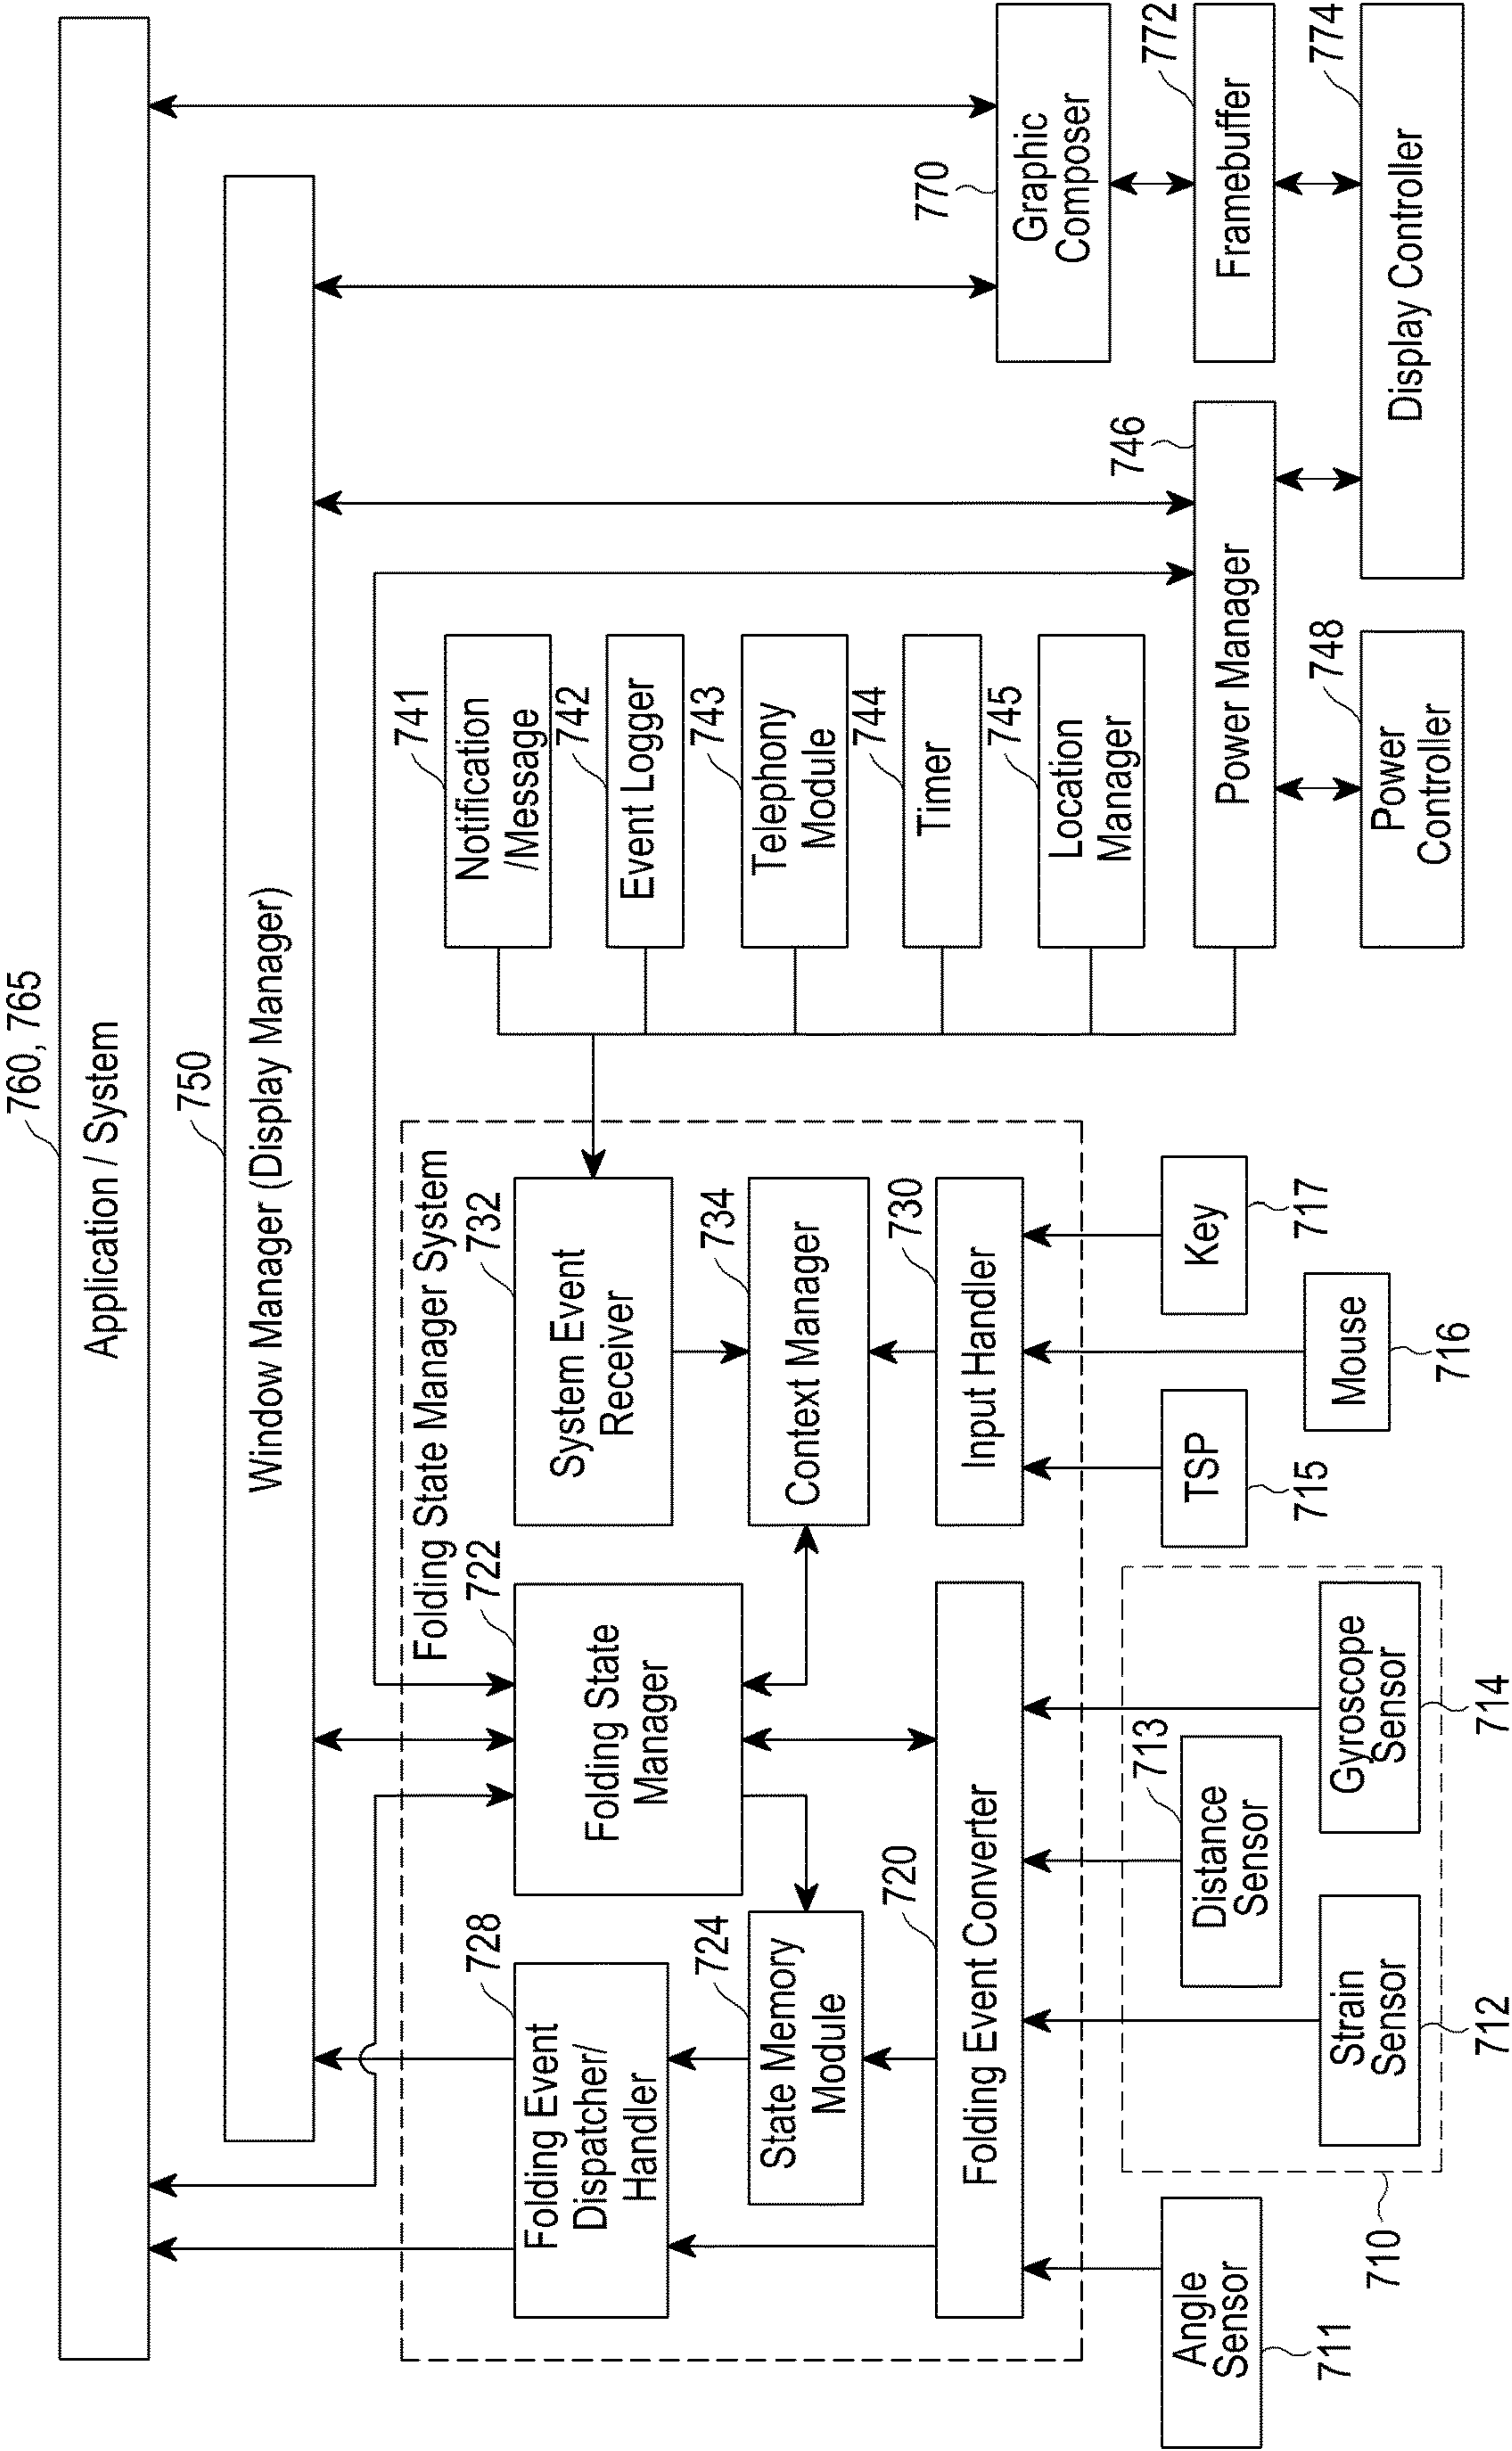 760, 765
Application / System
750
Window Manager (Display Manager)
Folding State Manager System
728
Folding Event
Dispatcher/
Handler
722
Folding State
Manager
732
System Event
Receiver
741
Notification
/Message
742
Event Logger
743
Telephony
Module
744
Timer
745
Location
Manager
724
State Memory
Module
734
Context Manager
720
Folding Event Converter
730
Input Handler
746
Power Manager
748
Power
Controller
770
Graphic
Composer
772
Framebuffer
774
Display Controller
Angle
Sensor
711
710
Strain
Sensor
712
713
Distance
Sensor
Gyroscope
Sensor
714
TSP
715
Mouse
716
Key
717